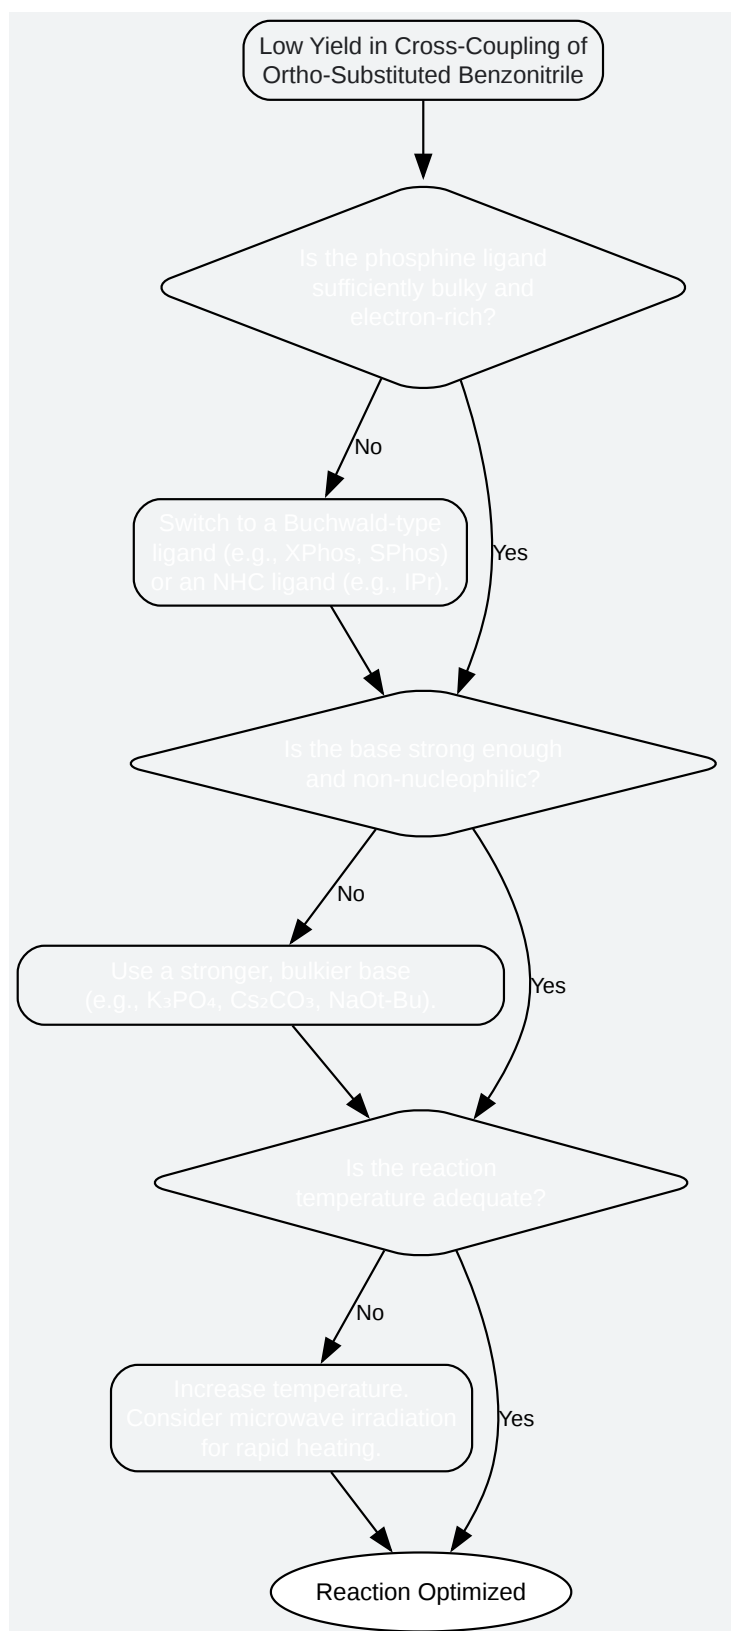 Low Yield in Cross-Coupling of
Ortho-Substituted Benzonitrile
Is the phosphine ligand
sufficiently bulky and
electron-rich?
No
Yes
Switch to a Buchwald-type
ligand (e.g., XPhos, SPhos)
or an NHC ligand (e.g., IPr).
Is the base strong enough
and non-nucleophilic?
No
Yes
Use a stronger, bulkier base
(e.g., K₃PO₄, Cs₂CO₃, NaOt-Bu).
Is the reaction
temperature adequate?
No
Yes
Increase temperature.
Consider microwave irradiation
for rapid heating.
Reaction Optimized